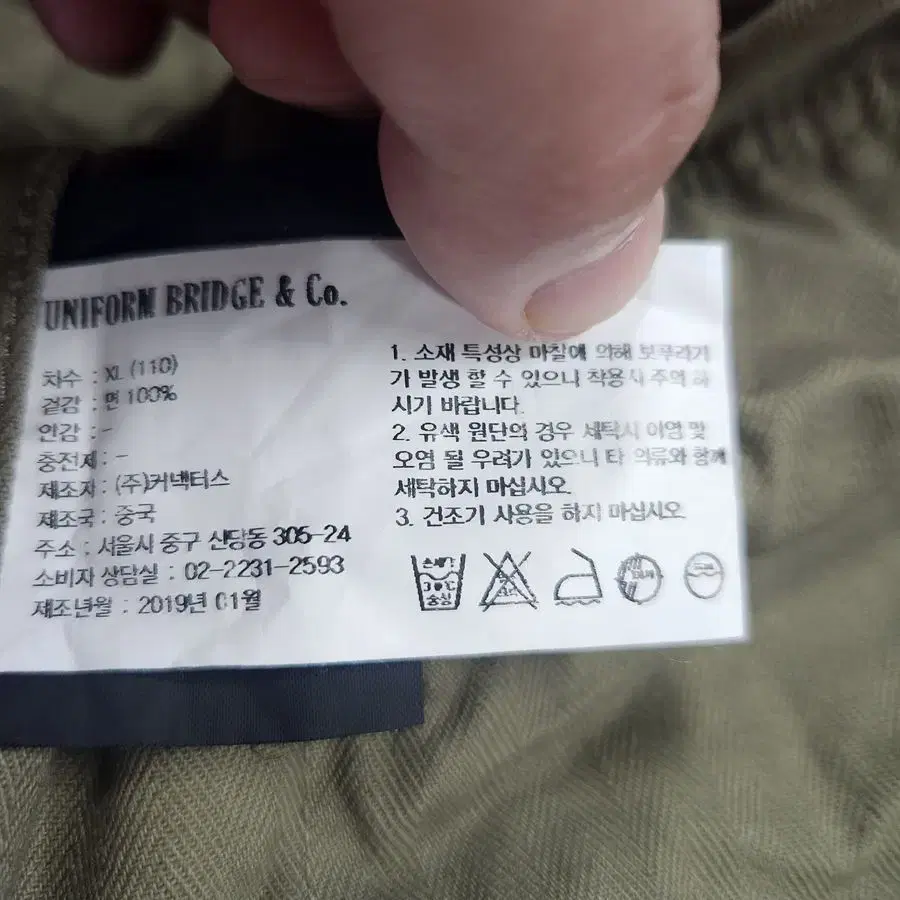 UNIFORM BRIDGE & Co.
치수 : XL (110)
겉감 : 면 100%
안감 : -
충전제 : -
제조자 : (주)커넥터스
제조국 : 중국
주소 : 서울시 중구 신당동 305-24
소비자 상담실 : 02-2231-2593
제조년월 : 2019년 01월
1. 소재 특성상 마찰에 의해 보푸라기
가 발생 할 수 있으니 착용시 주의 하
시기 바랍니다.
2. 유색 원단의 경우 세탁시 이염 및
오염 될 우려가 있으니 타 의류와 함께
세탁하지 마십시오.
3. 건조기 사용을 하지 마십시오
손세탁
30℃
중성